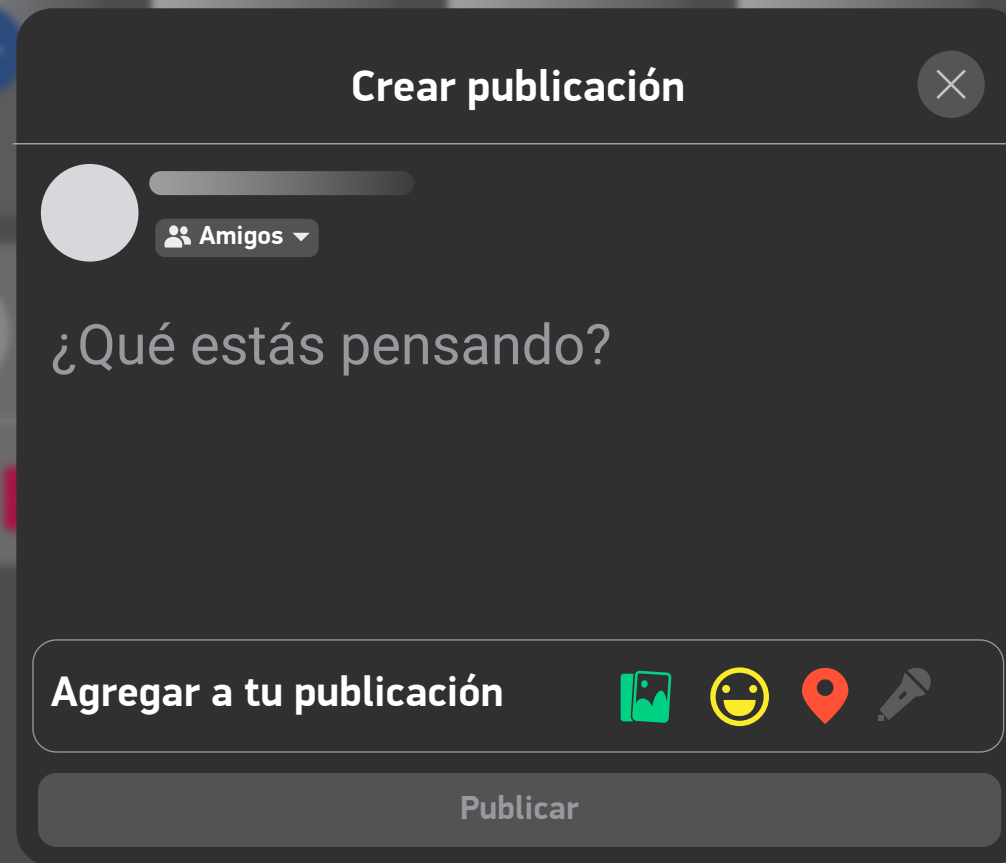 Crear publicación
Amigos
¿Qué estás pensando?
Agregar a tu publicación
Publicar